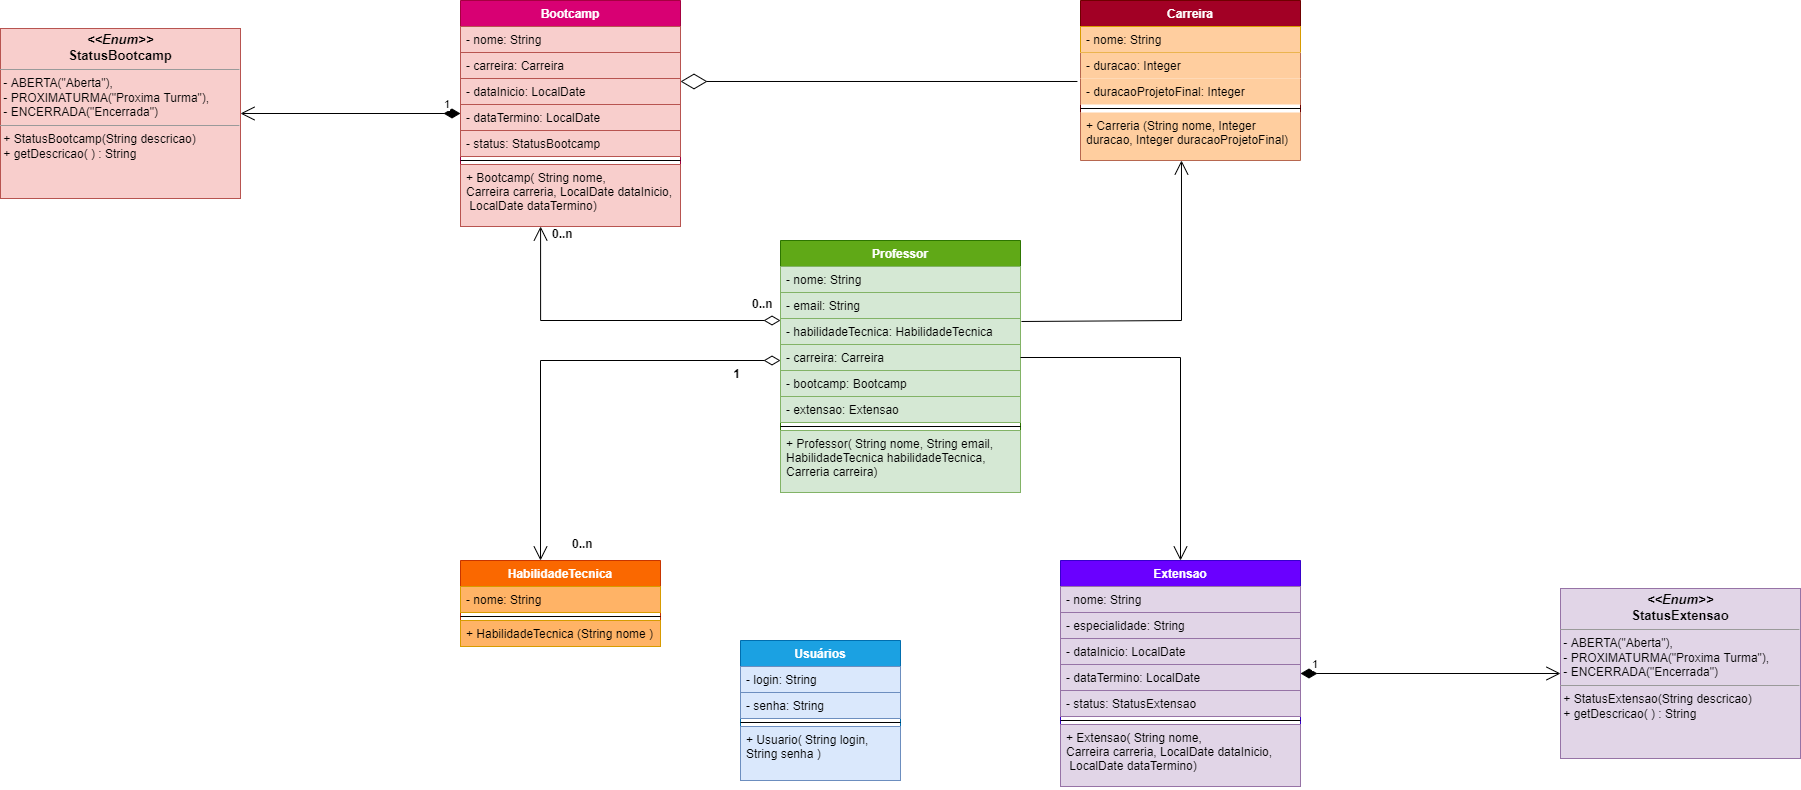 <<Enum>>
StatusBootcamp
- ABERTA("Aberta"),
- PROXIMATURMA("Proxima Turma"),
- ENCERRADA("Encerrada")
+ StatusBootcamp(String descricao)
+ getDescricao( ) : String
1
Bootcamp
- nome: String
- carreira: Carreira
- dataInicio: LocalDate
- dataTermino: LocalDate
- status: StatusBootcamp
+ Bootcamp( String nome,
Carreira carreria, LocalDate dataInicio,
LocalDate dataTermino)
0..n
Carreira
- nome: String
- duracao: Integer
- duracaoProjetoFinal: Integer
+ Carreria (String nome, Integer
duracao, Integer duracaoProjetoFinal)
0..n
1
Professor
- nome: String
- email: String
- habilidadeTecnica: HabilidadeTecnica
- carreira: Carreira
- bootcamp: Bootcamp
- extensao: Extensao
+ Professor( String nome, String email,
HabilidadeTecnica habilidadeTecnica,
Carreria carreira)
0..n
HabilidadeTecnica
- nome: String
+ HabilidadeTecnica (String nome )
Usuários
- login: String
- senha: String
+ Usuario( String login,
String senha )
Extensao
- nome: String
- especialidade: String
- dataInicio: LocalDate
- dataTermino: LocalDate
- status: StatusExtensao
+ Extensao( String nome,
Carreira carreria, LocalDate dataInicio,
LocalDate dataTermino)
1
<<Enum>>
StatusExtensao
- ABERTA("Aberta"),
- PROXIMATURMA("Proxima Turma"),
- ENCERRADA("Encerrada")
+ StatusExtensao(String descricao)
+ getDescricao( ) : String